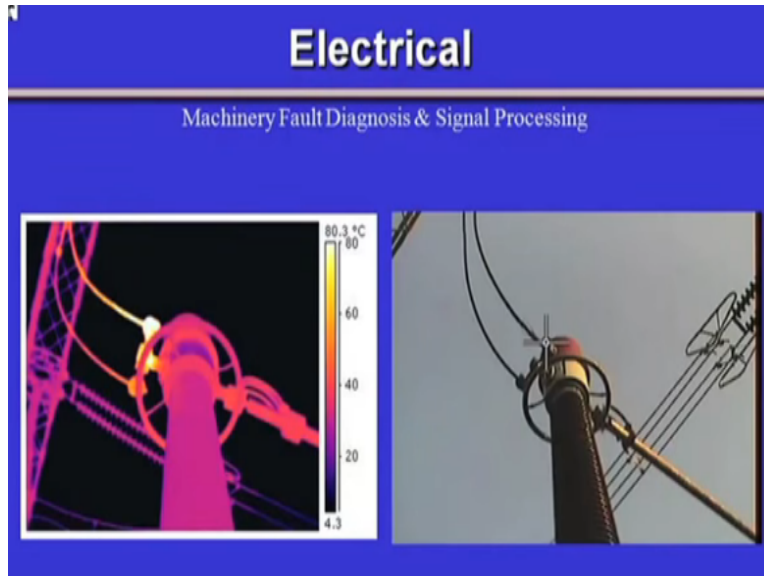 Electrical
Machinery Fault Diagnosis & Signal Processing
80.3 °C
80
60
40
20
4.3